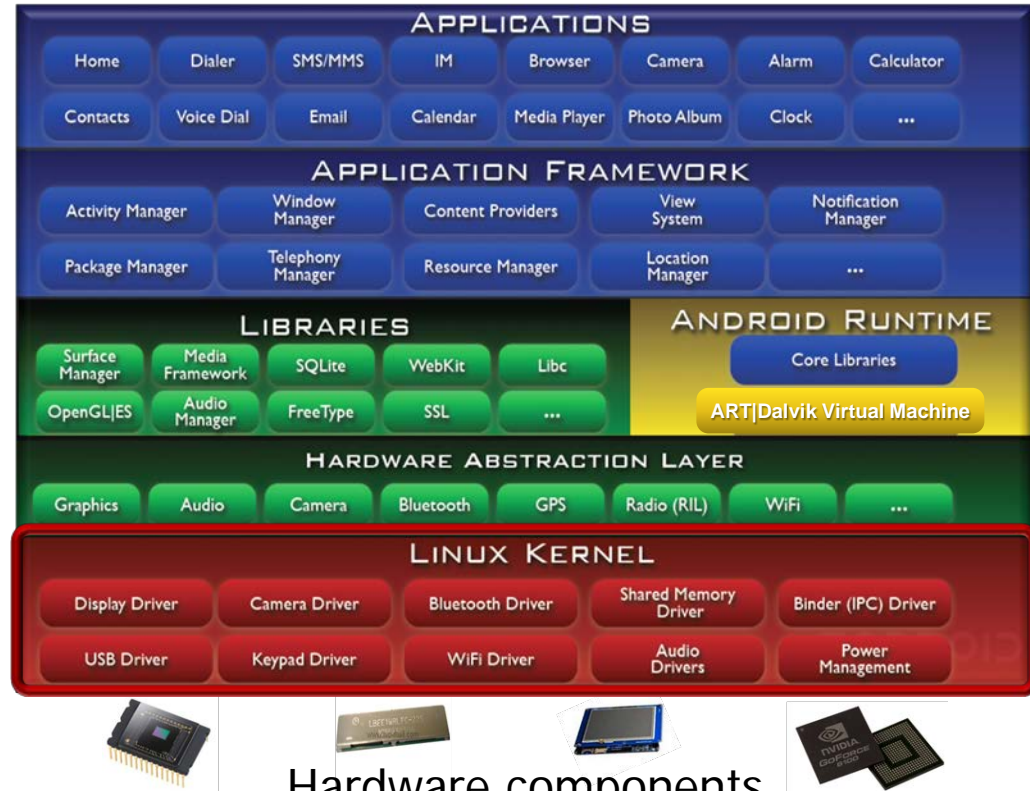 APPLICATIONS
Home Dialer SMS/MMS IM Browser Camera Alarm Calculator
Contacts Voice Dial Email Calendar Media Player Photo Album Clock ...
APPLICATION FRAMEWORK
Activity Manager
Window
Manager
Content Providers
View
System
Notification
Manager
Package Manager
Telephony
Manager
Resource Manager
Location
Manager
...
LIBRARIES
Surface
Manager
Media
Framework
SQLite
WebKit
Libc
OpenGL|ES
Audio
Manager
FreeType
SSL
...
ANDROID RUNTIME
Core Libraries
ART|Dalvik Virtual Machine
HARDWARE ABSTRACTION LAYER
Graphics Audio Camera Bluetooth GPS Radio (RIL) WiFi ...
LINUX KERNEL
Display Driver
Camera Driver
Bluetooth Driver
Shared Memory
Driver
Binder (IPC) Driver
USB Driver
Keypad Driver
WiFi Driver
Audio
Drivers
Power
Management
NVIDIA
GOFORCE
Hardware components